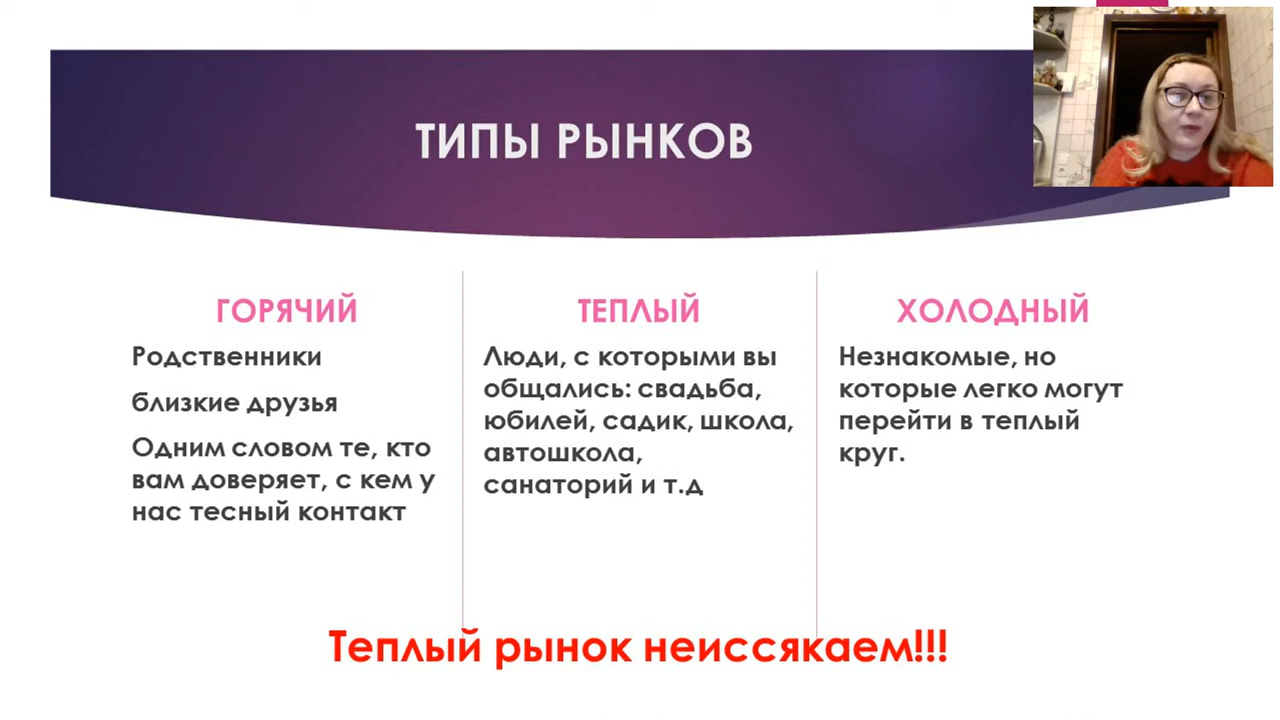 ТИПЫ РЫНКОВ
ГОРЯЧИЙ
Родственники
близкие друзья
Одним словом те, кто
вам доверяет, с кем у
нас тесный контакт
ТЕПЛЫЙ
Люди, с которыми вы
общались: свадьба,
юбилей, садик, школа,
автошкола,
санаторий и т.д
ХОЛОДНЫЙ
Незнакомые, но
которые легко могут
перейти в теплый
круг.
Теплый рынок неиссякаем!!!